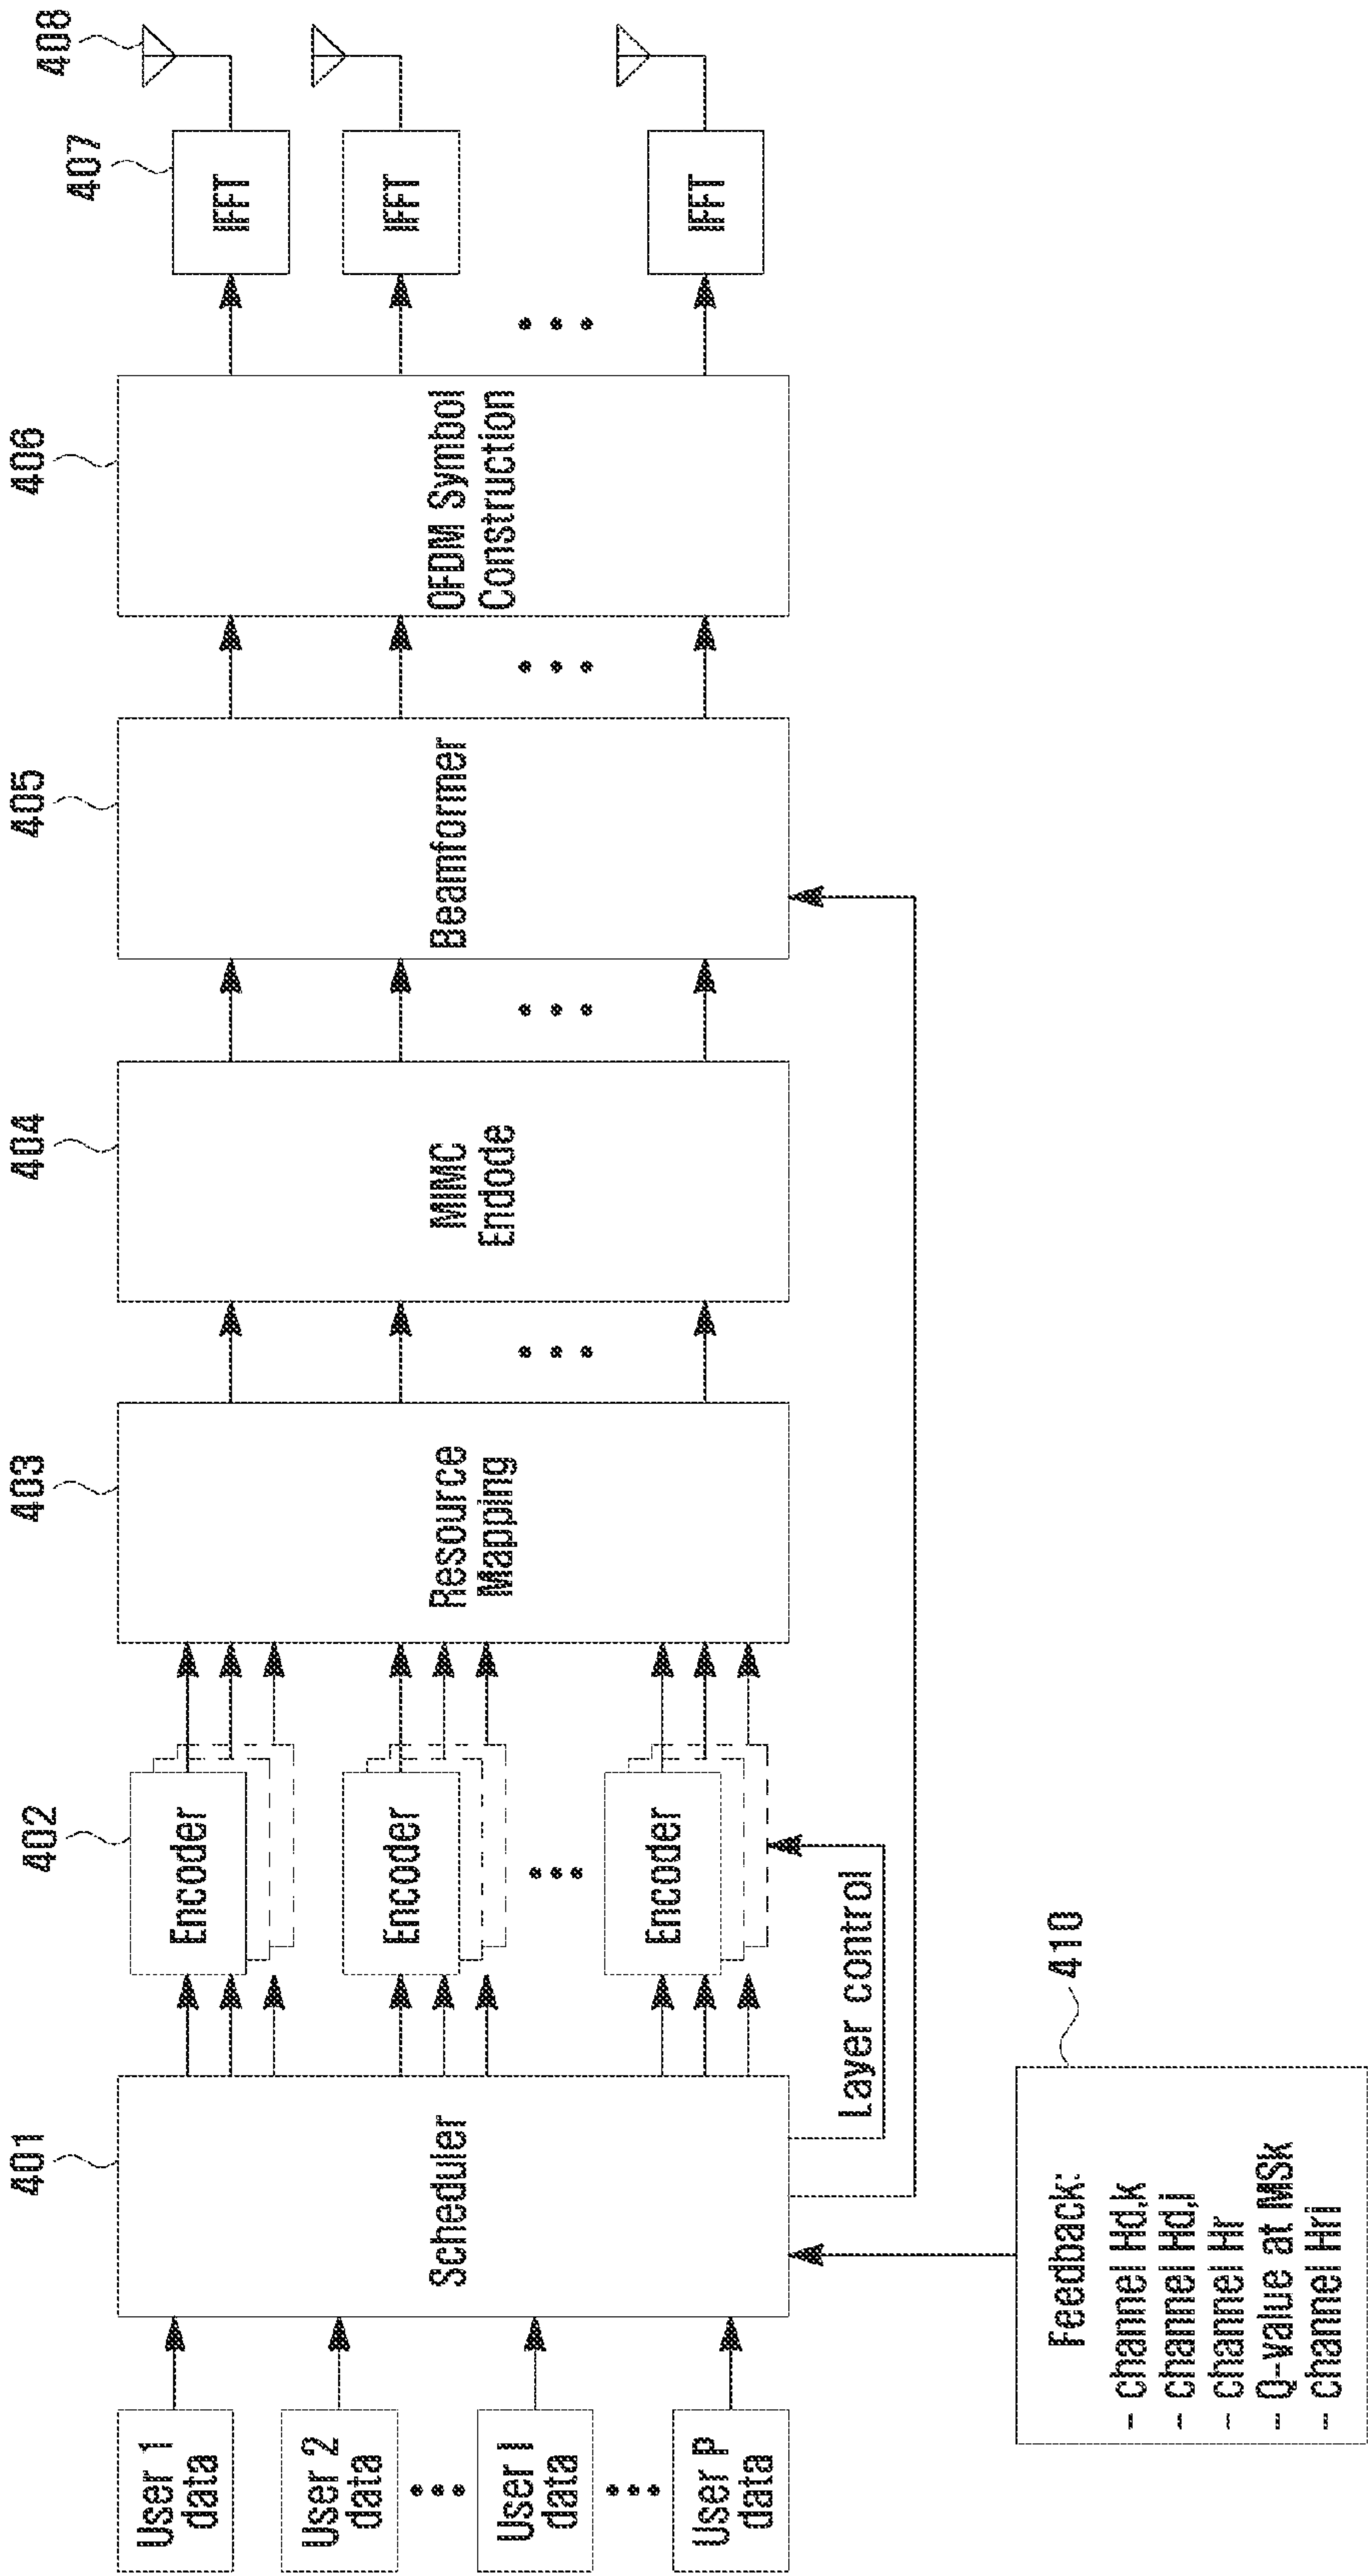 401
402
403
404
405
406
407
408
User 1
data
User 2
data
User I
data
User P
data
Scheduler
Encoder
Encoder
Encoder
Layer control
Resource
Mapping
MIMC
Endode
Beamformer
OFDM Symbol
Construction
IFFT
IFFT
IFFT
410
Feedback:
- channel Hd,k
- channel Hd,i
- channel Hr
- Q-value at MSk
- channel Hri